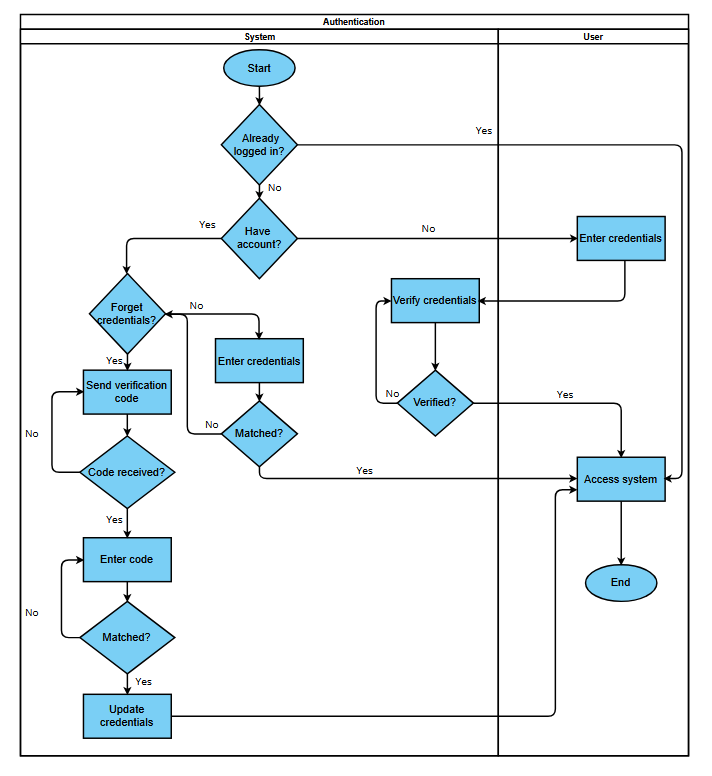 Authentication
System
User
Start
Already
logged in?
Yes
No
Have
account?
Yes
No
Enter credentials
Forget
credentials?
No
Verify credentials
Enter credentials
Yes
Send verification
code
No
Verified?
Yes
No
Matched?
No
Code received?
Yes
Access system
Yes
Enter code
End
No
Matched?
Yes
Update
credentials